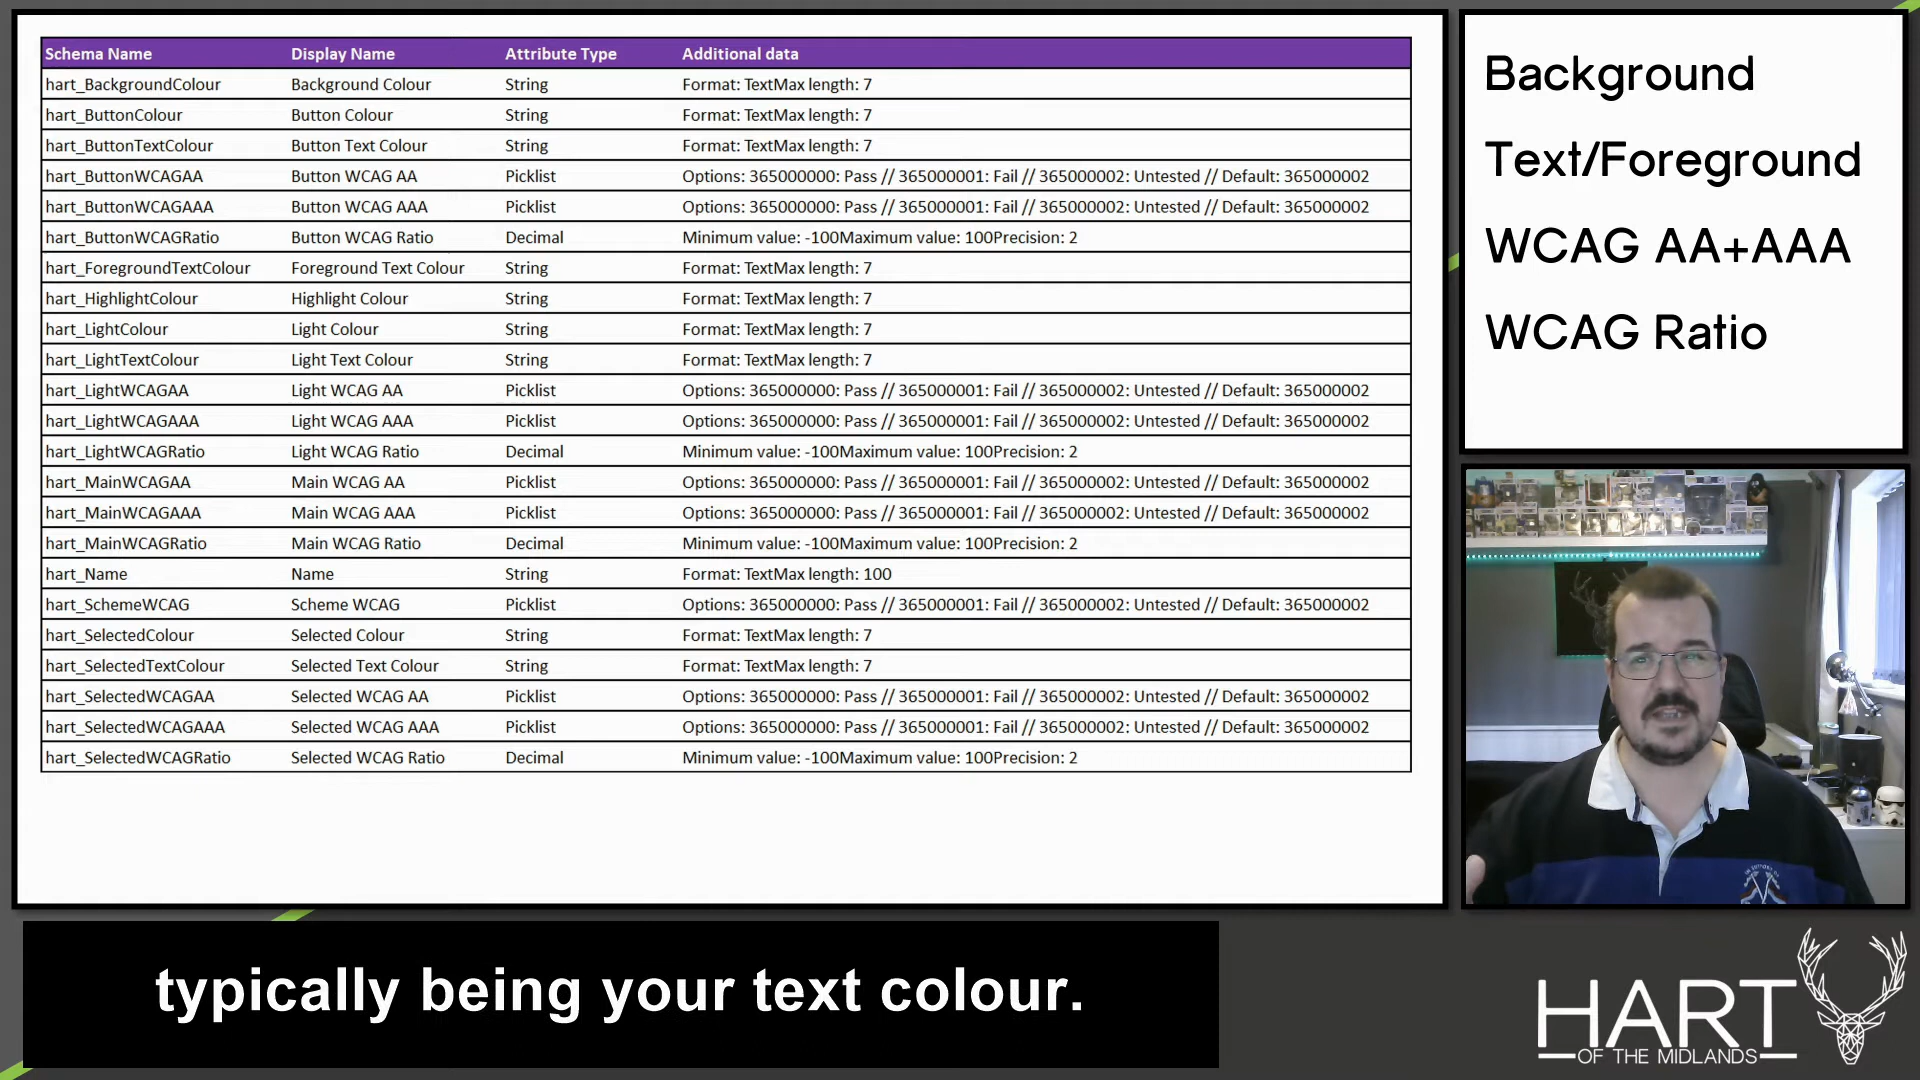 Schema Name Display Name Attribute Type Additional data
hart_BackgroundColour Background Colour String Format: TextMax length: 7
hart_ButtonColour Button Colour String Format: TextMax length: 7
hart_ButtonTextColour Button Text Colour String Format: TextMax length: 7
hart_ButtonWCAGAA Button WCAG AA Picklist Options: 365000000: Pass // 365000001: Fail // 365000002: Untested // Default: 365000002
hart_ButtonWCAGAAA Button WCAG AAA Picklist Options: 365000000: Pass // 365000001: Fail // 365000002: Untested // Default: 365000002
hart_ButtonWCAGRatio Button WCAG Ratio Decimal Minimum value: -100Maximum value: 100Precision: 2
hart_ForegroundTextColour Foreground Text Colour String Format: TextMax length: 7
hart_HighlightColour Highlight Colour String Format: TextMax length: 7
hart_LightColour Light Colour String Format: TextMax length: 7
hart_LightTextColour Light Text Colour String Format: TextMax length: 7
hart_LightWCAGAA Light WCAG AA Picklist Options: 365000000: Pass // 365000001: Fail // 365000002: Untested // Default: 365000002
hart_LightWCAGAAA Light WCAG AAA Picklist Options: 365000000: Pass // 365000001: Fail // 365000002: Untested // Default: 365000002
hart_LightWCAGRatio Light WCAG Ratio Decimal Minimum value: -100Maximum value: 100Precision: 2
hart_MainWCAGAA Main WCAG AA Picklist Options: 365000000: Pass // 365000001: Fail // 365000002: Untested // Default: 365000002
hart_MainWCAGAAA Main WCAG AAA Picklist Options: 365000000: Pass // 365000001: Fail // 365000002: Untested // Default: 365000002
hart_MainWCAGRatio Main WCAG Ratio Decimal Minimum value: -100Maximum value: 100Precision: 2
hart_Name Name String Format: TextMax length: 100
hart_SchemeWCAG Scheme WCAG Picklist Options: 365000000: Pass // 365000001: Fail // 365000002: Untested // Default: 365000002
hart_SelectedColour Selected Colour String Format: TextMax length: 7
hart_SelectedTextColour Selected Text Colour String Format: TextMax length: 7
hart_SelectedWCAGAA Selected WCAG AA Picklist Options: 365000000: Pass // 365000001: Fail // 365000002: Untested // Default: 365000002
hart_SelectedWCAGAAA Selected WCAG AAA Picklist Options: 365000000: Pass // 365000001: Fail // 365000002: Untested // Default: 365000002
hart_SelectedWCAGRatio Selected WCAG Ratio Decimal Minimum value: -100Maximum value: 100Precision: 2
Background
Text/Foreground
WCAG AA+AAA
WCAG Ratio
typically being your text colour.
HART
OF THE MIDLANDS